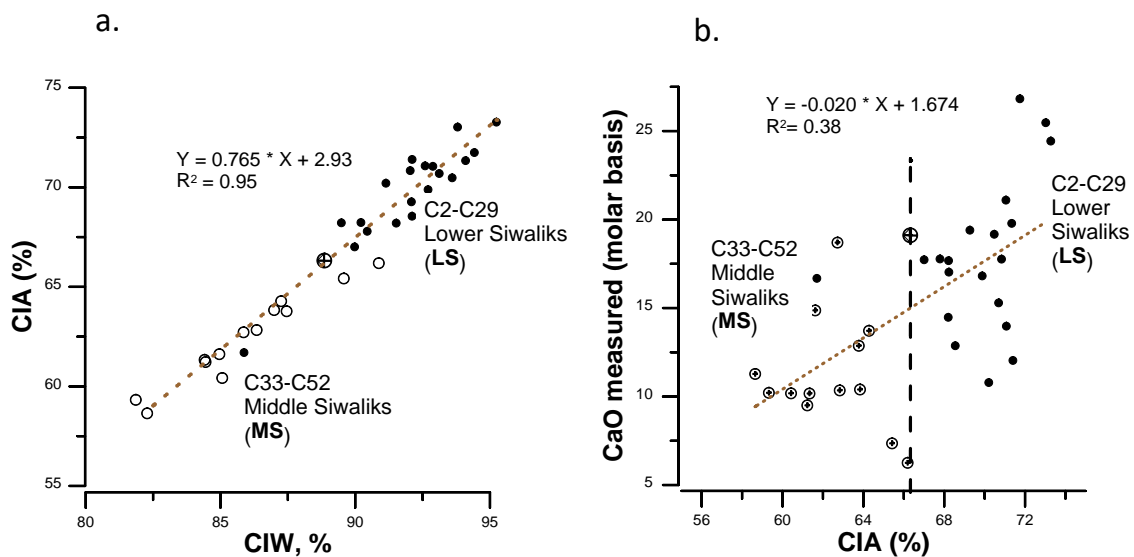 a.
75
70
65
60
55
80
85
90
95
CIA (%)
CIW, %
Y = 0.765 * X + 2.93
R² = 0.95
C2-C29
Lower Siwaliks
(LS)
C33-C52
Middle Siwaliks
(MS)
b.
25
20
15
10
5
56
60
64
68
72
CaO measured (molar basis)
CIA (%)
Y = -0.020 * X + 1.674
R²= 0.38
C33-C52
Middle
Siwaliks
(MS)
C2-C29
Lower
Siwaliks
(LS)